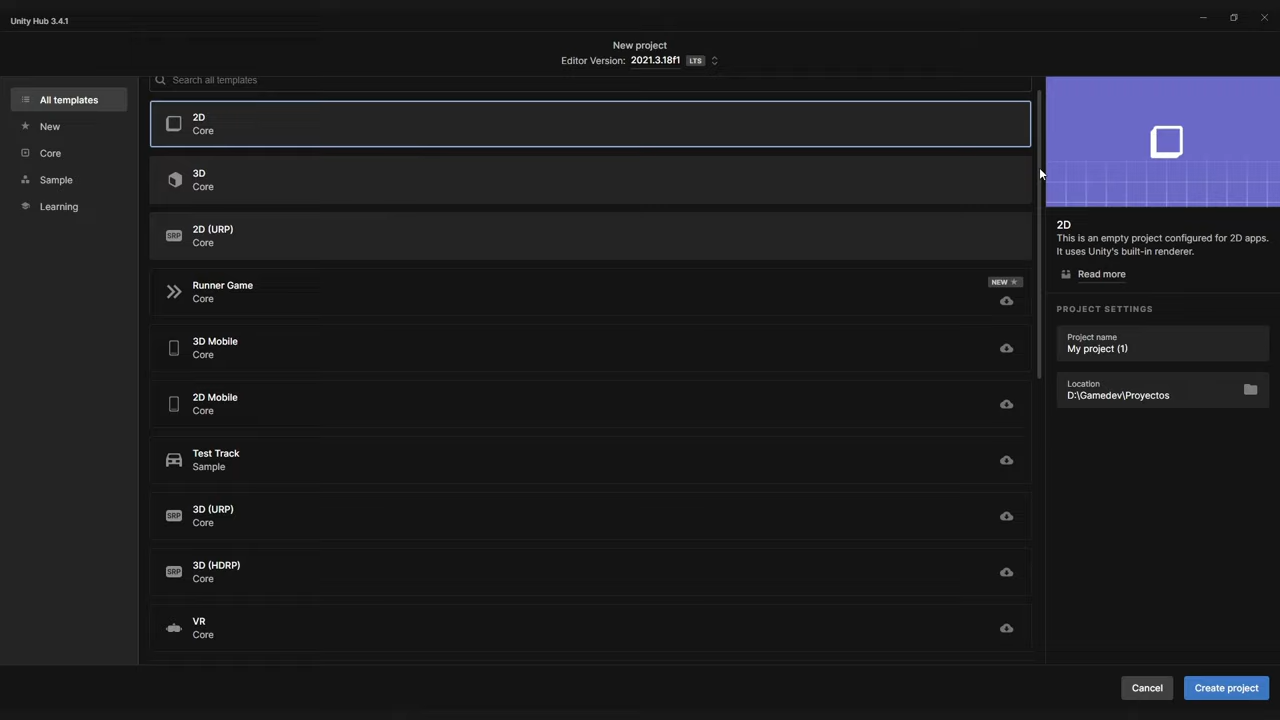 Unity Hub 3.4.1
New project
Editor Version: 2021.3.18f1 LTS
All templates
New
Core
Sample
Learning
Search all templates
2D
Core
3D
Core
SRP
2D (URP)
Core
Runner Game
Core
NEW
3D Mobile
Core
2D Mobile
Core
Test Track
Sample
SRP
3D (URP)
Core
SRP
3D (HDRP)
Core
VR
Core
2D
This is an empty project configured for 2D apps.
It uses Unity's built-in renderer.
Read more
PROJECT SETTINGS
Project name
My project (1)
Location
D:\Gamedev\Proyectos
Cancel
Create project